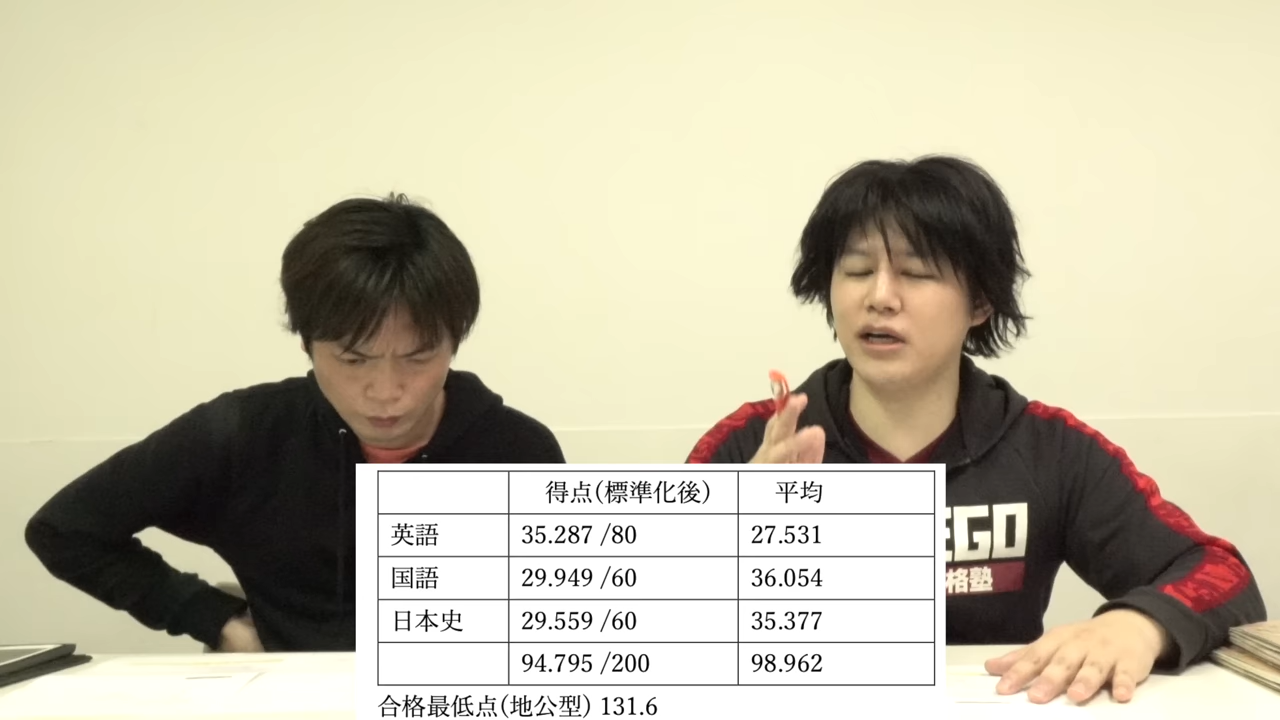 得点(標準化後) 平均
英語 35.287 /80 27.531
国語 29.949 /60 36.054
日本史 29.559 /60 35.377
94.795 /200 98.962
合格最低点(地公型) 131.6
EGO
格塾